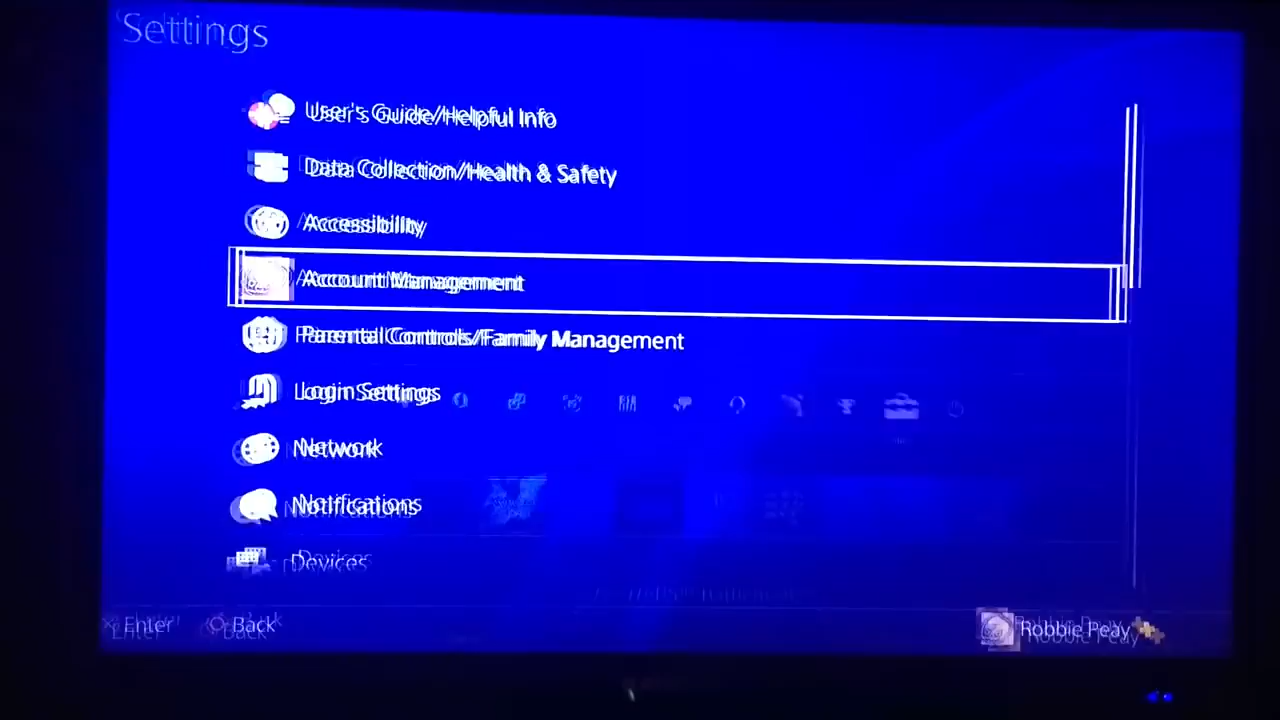 Settings
User's Guide/Helpful Info
Data Collection/Health & Safety
Accessibility
Account Management
Parental Controls/Family Management
Login Settings
Network
Notifications
Devices
Enter
Back
Robbie Peay